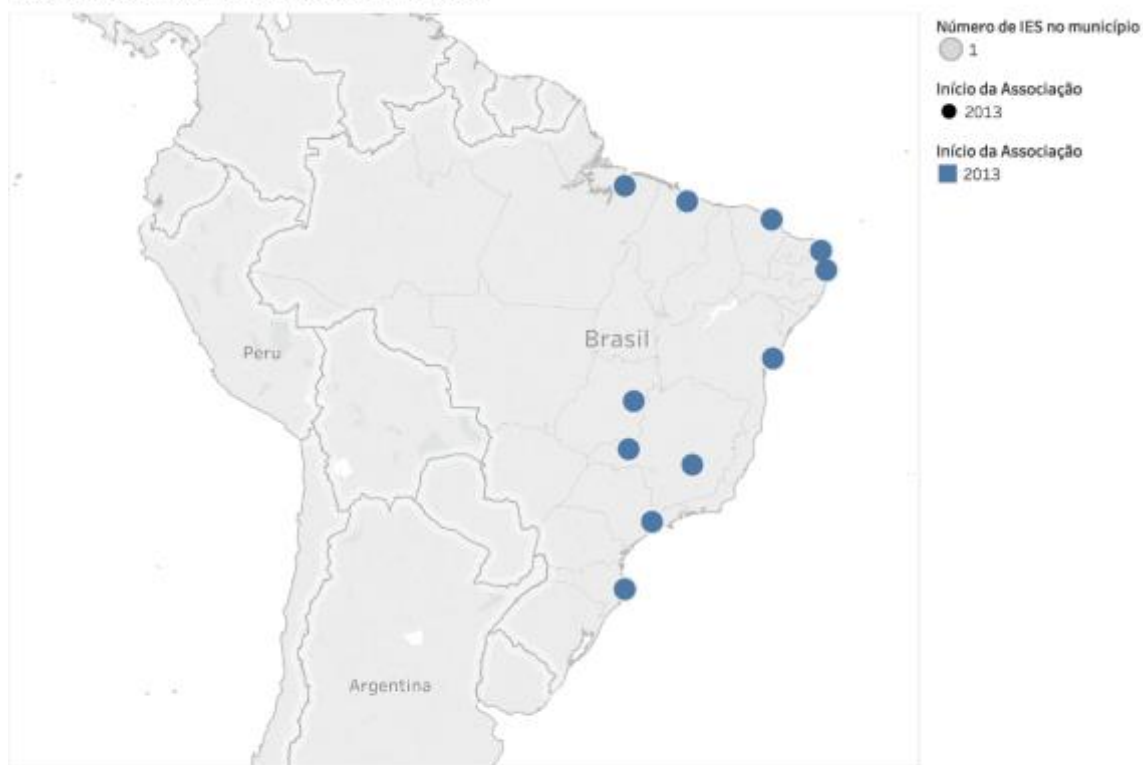 Número de IES no município
1
Início da Associação
2013
Início da Associação
2013
Brasil
Peru
Argentina